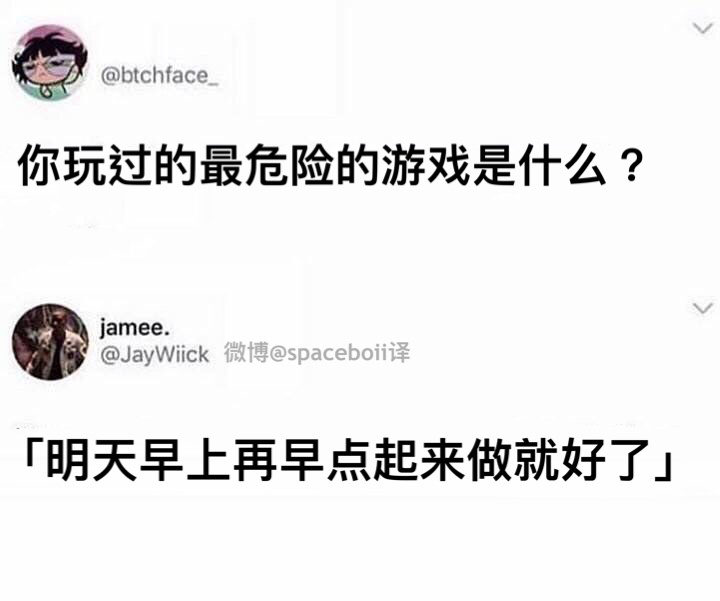 @btchface_
你玩过的最危险的游戏是什么？
jamee.
@JayWiick 微博@spaceboii译
「明天早上再早点起来做就好了」